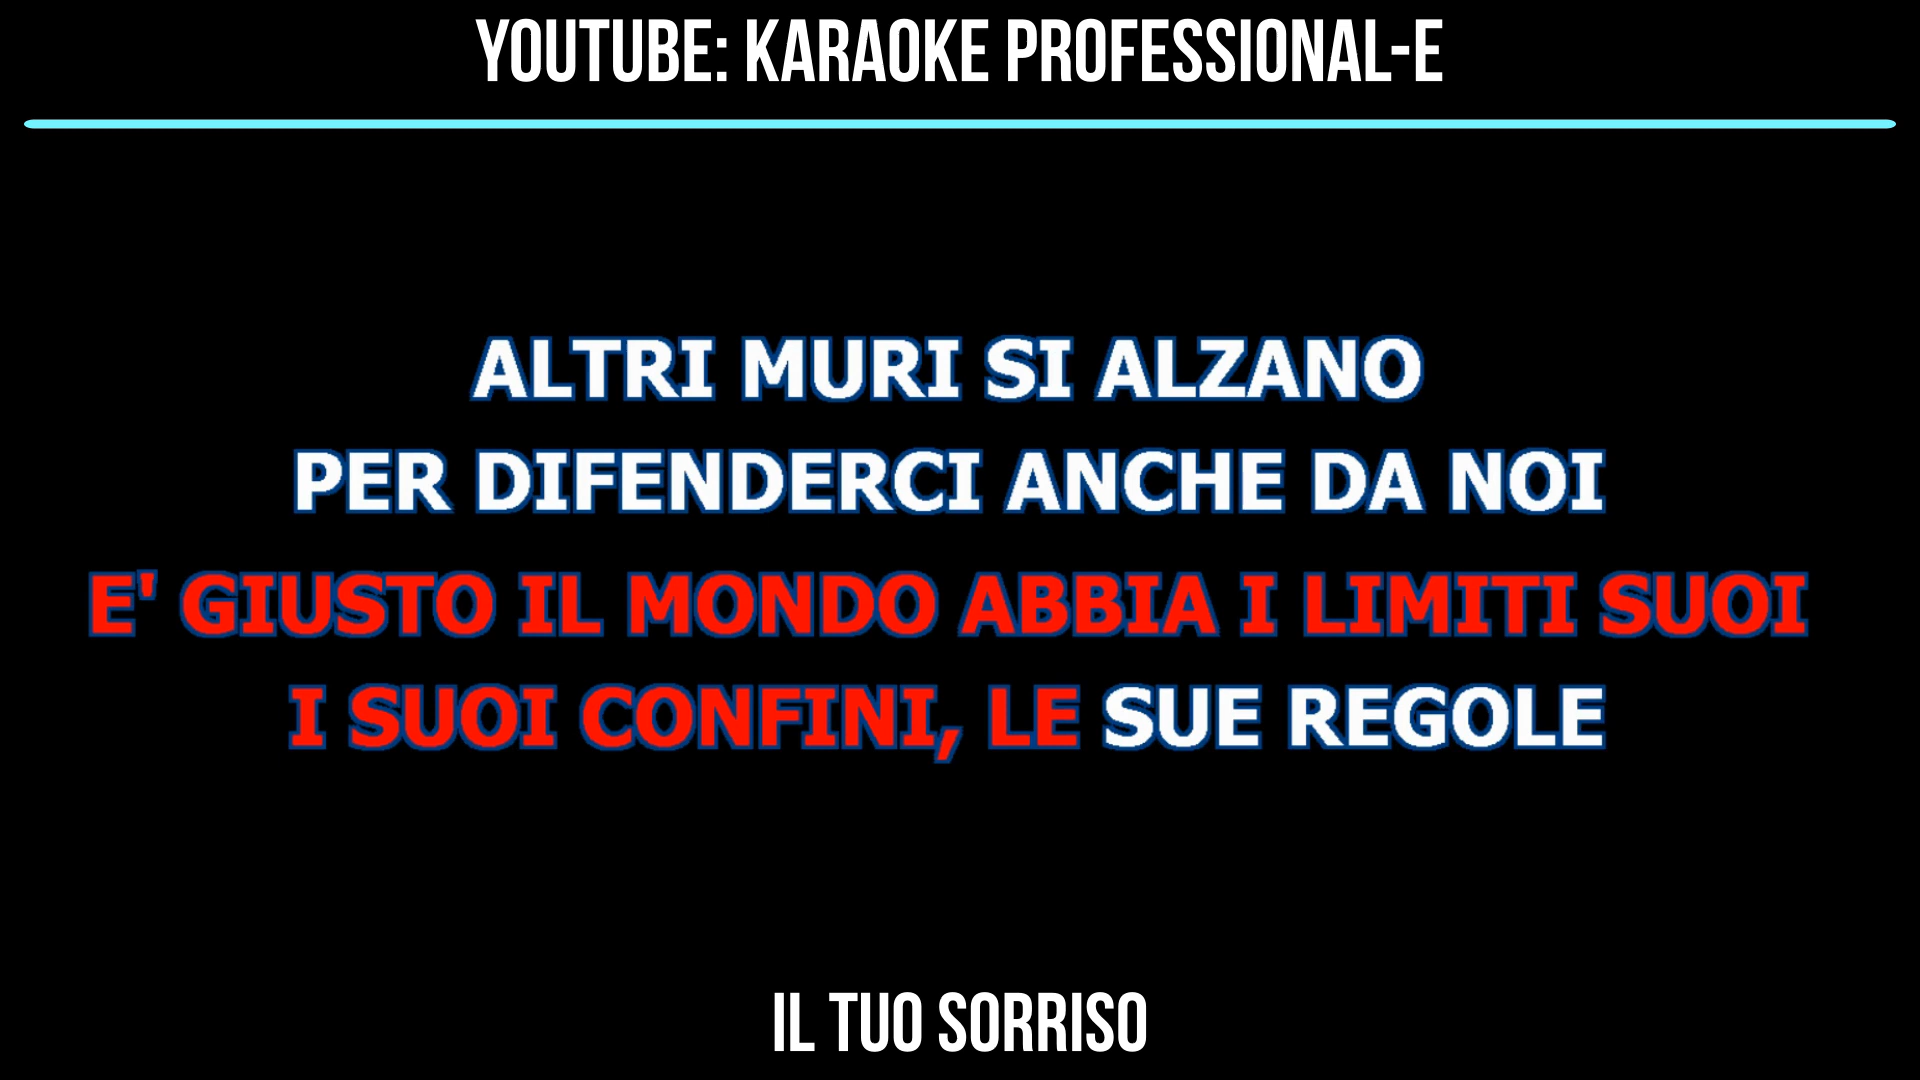 YOUTUBE: KARAOKE PROFESSIONAL-E
ALTRI MURI SI ALZANO
PER DIFENDERCI ANCHE DA NOI
E' GIUSTO IL MONDO ABBIA I LIMITI SUOI
I SUOI CONFINI, LE SUE REGOLE
IL TUO SORRISO